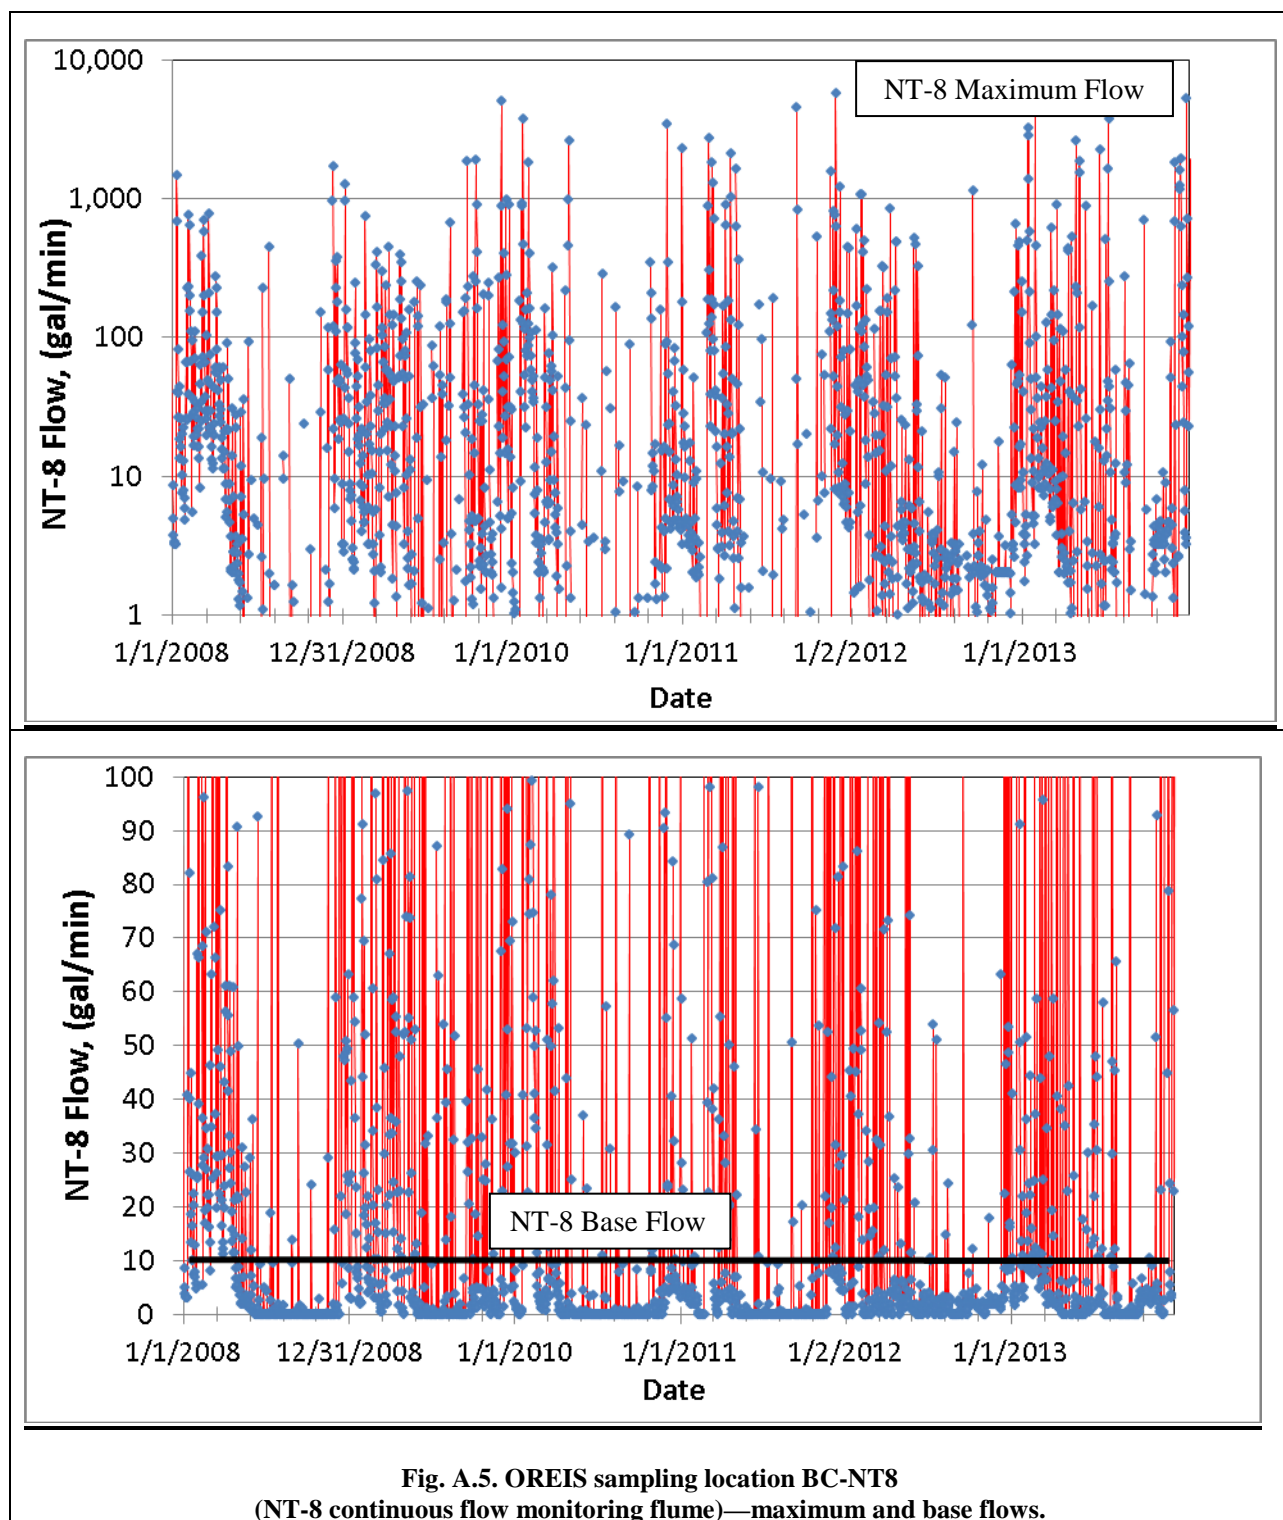 10,000
NT-8 Maximum Flow
1,000
100
10
1
NT-8 Flow, (gal/min)
1/1/2008 12/31/2008 1/1/2010 1/1/2011 1/2/2012 1/1/2013
Date
100
90
80
70
60
50
40
30
20
10
0
NT-8 Flow, (gal/min)
NT-8 Base Flow
1/1/2008 12/31/2008 1/1/2010 1/1/2011 1/2/2012 1/1/2013
Date
Fig. A.5. OREIS sampling location BC-NT8
(NT-8 continuous flow monitoring flume)—maximum and base flows.